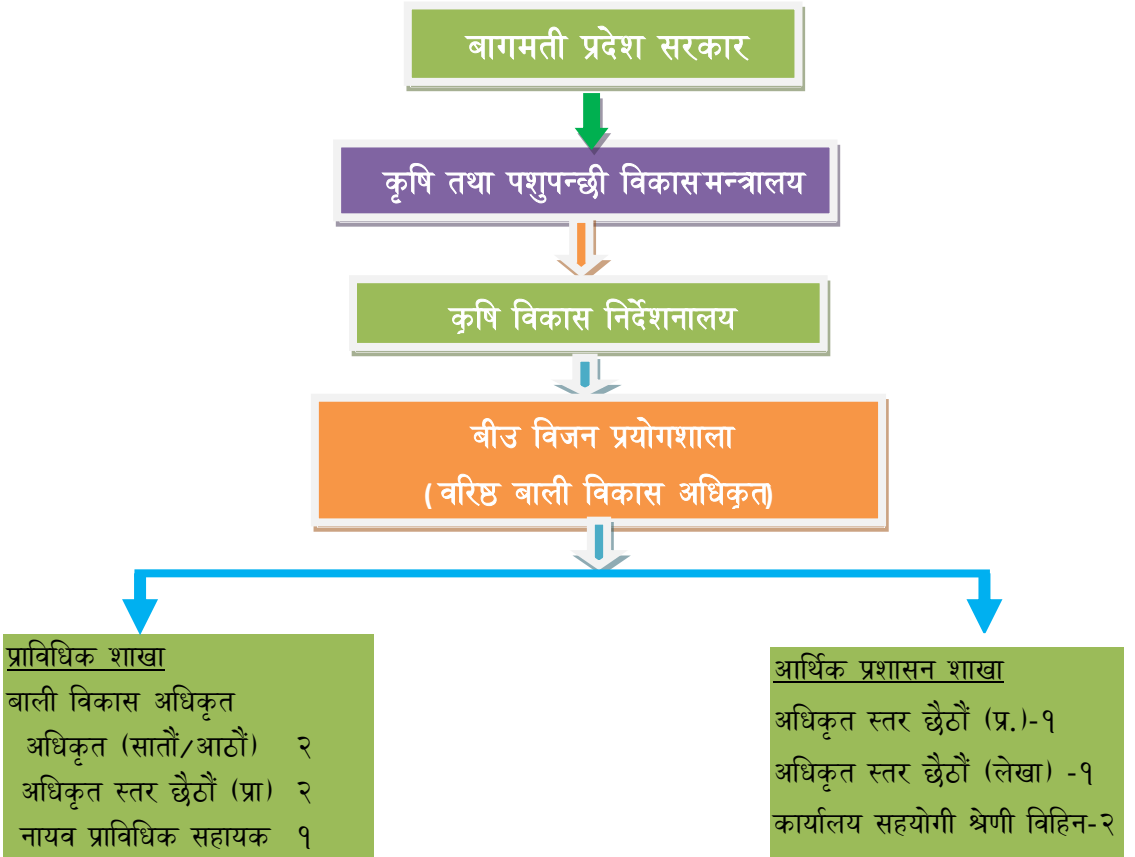 बागमती प्रदेश सरकार
कृषि तथा पशुपन्छी विकास मन्त्रालय
कृषि विकास निर्देशनालय
बीउ विजन प्रयोगशाला
(वरिष्ठ बाली विकास अधिकृत)
प्राविधिक शाखा
बाली विकास अधिकृत
अधिकृत (सातौं/आठौं) २
अधिकृत स्तर छैठौं (प्रा) २
नायव प्राविधिक सहायक १
आर्थिक प्रशासन शाखा
अधिकृत स्तर छैठौं (प्र.)-१
अधिकृत स्तर छैठौं (लेखा) -१
कार्यालय सहयोगी श्रेणी विहिन-२